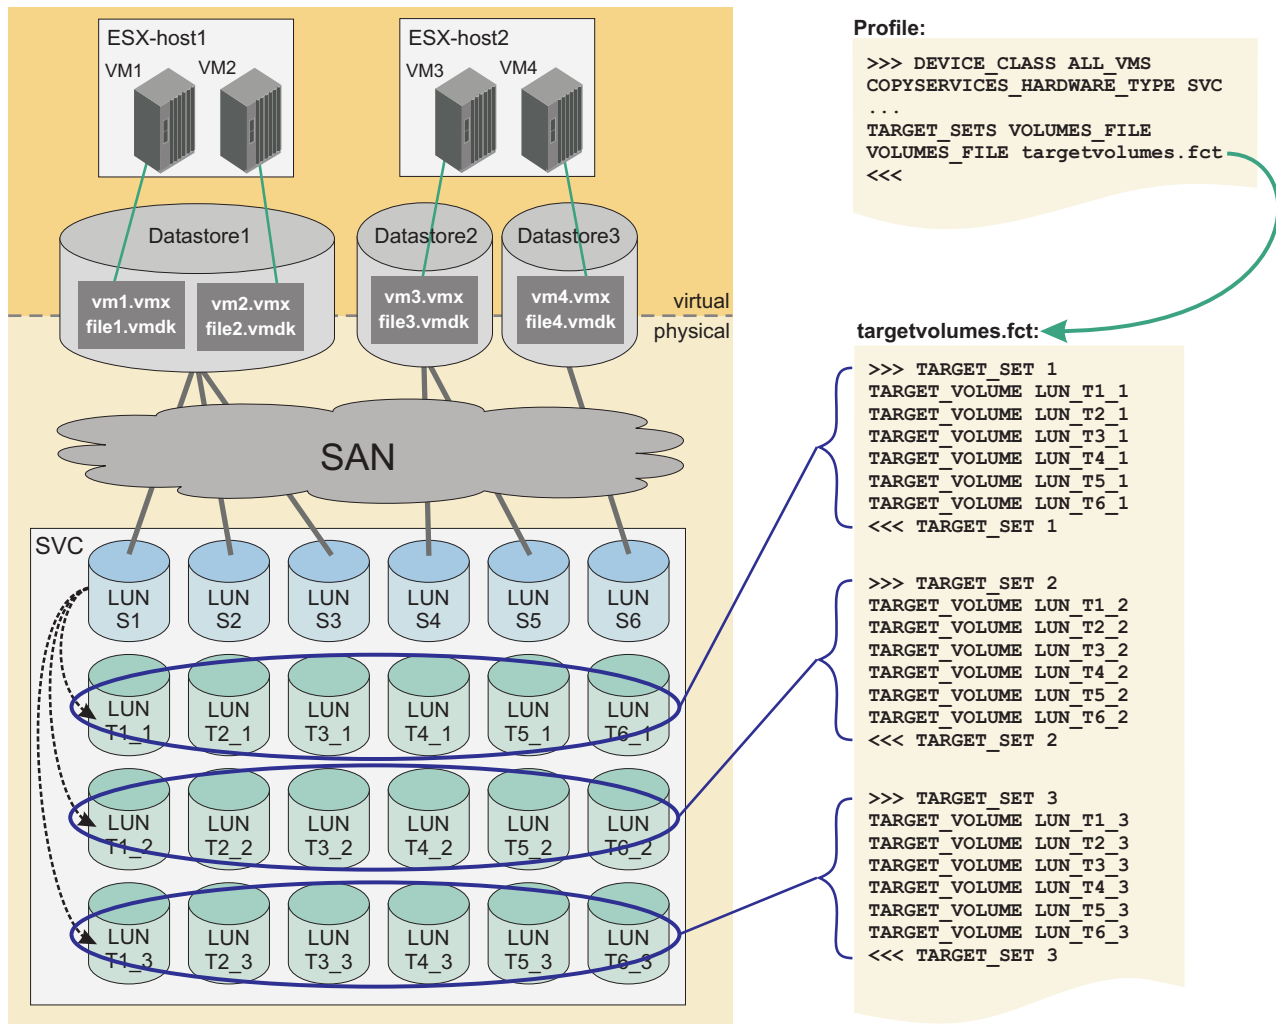 ESX-host1
VM1
VM2
ESX-host2
VM3
VM4
Datastore1
Datastore2
Datastore3
vm1.vmx
file1.vmdk
vm2.vmx
file2.vmdk
vm3.vmx
file3.vmdk
vm4.vmx
file4.vmdk
virtual
physical
SAN
SVC
LUN
S1
LUN
S2
LUN
S3
LUN
S4
LUN
S5
LUN
S6
LUN
T1_1
LUN
T2_1
LUN
T3_1
LUN
T4_1
LUN
T5_1
LUN
T6_1
LUN
T1_2
LUN
T2_2
LUN
T3_2
LUN
T4_2
LUN
T5_2
LUN
T6_2
LUN
T1_3
LUN
T2_3
LUN
T3_3
LUN
T4_3
LUN
T5_3
LUN
T6_3
Profile:
>>> DEVICE_CLASS ALL_VMS
COPYSERVICES_HARDWARE_TYPE SVC
...
TARGET_SETS VOLUMES_FILE
VOLUMES_FILE targetvolumes.fct
<<<
targetvolumes.fct:
>>> TARGET_SET 1
TARGET_VOLUME LUN_T1_1
TARGET_VOLUME LUN_T2_1
TARGET_VOLUME LUN_T3_1
TARGET_VOLUME LUN_T4_1
TARGET_VOLUME LUN_T5_1
TARGET_VOLUME LUN_T6_1
<<< TARGET_SET 1
>>> TARGET_SET 2
TARGET_VOLUME LUN_T1_2
TARGET_VOLUME LUN_T2_2
TARGET_VOLUME LUN_T3_2
TARGET_VOLUME LUN_T4_2
TARGET_VOLUME LUN_T5_2
TARGET_VOLUME LUN_T6_2
<<< TARGET_SET 2
>>> TARGET_SET 3
TARGET_VOLUME LUN_T1_3
TARGET_VOLUME LUN_T2_3
TARGET_VOLUME LUN_T3_3
TARGET_VOLUME LUN_T4_3
TARGET_VOLUME LUN_T5_3
TARGET_VOLUME LUN_T6_3
<<< TARGET_SET 3